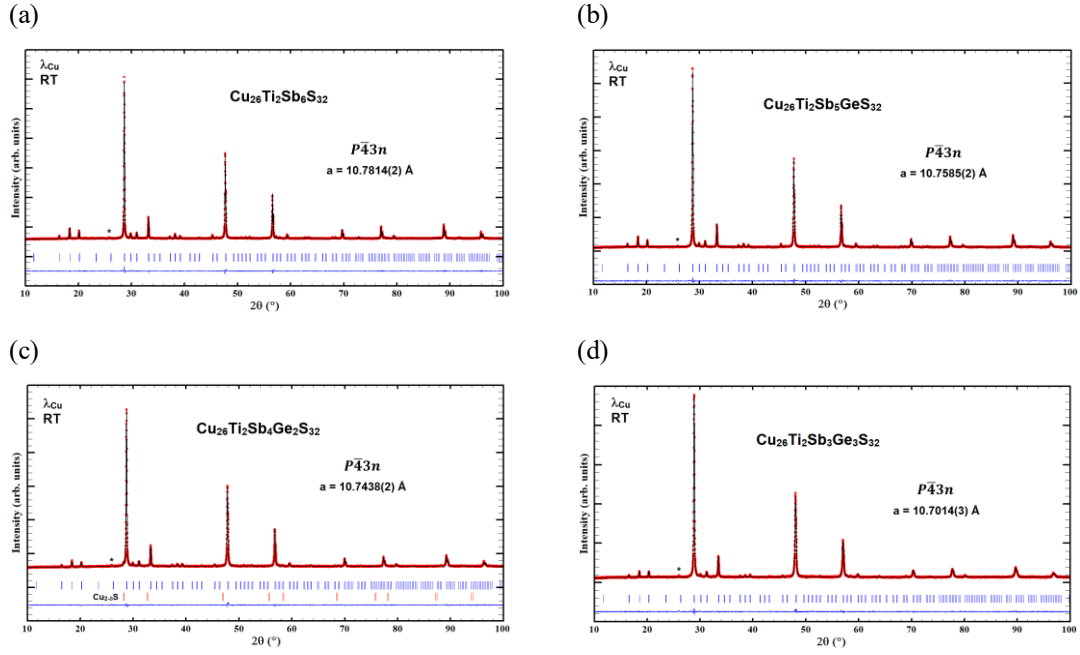 (a)
λCu
RT
Cu₂₆Ti₂Sb₆S₃₂
P4̅3n
a = 10.7814(2) Å
*
Intensity (arb. units)
10 20 30 40 50 60 70 80 90 100
2θ (°)
(b)
λCu
RT
Cu₂₆Ti₂Sb₅GeS₃₂
P4̅3n
a = 10.7585(2) Å
*
Intensity (arb. units)
10 20 30 40 50 60 70 80 90 100
2θ (°)
(c)
λCu
RT
Cu₂₆Ti₂Sb₄Ge₂S₃₂
P4̅3n
a = 10.7438(2) Å
*
Cu₂₋δS
Intensity (arb. units)
10 20 30 40 50 60 70 80 90 100
2θ (°)
(d)
λCu
RT
Cu₂₆Ti₂Sb₃Ge₃S₃₂
P4̅3n
a = 10.7014(3) Å
*
Intensity (arb. units)
10 20 30 40 50 60 70 80 90 100
2θ (°)